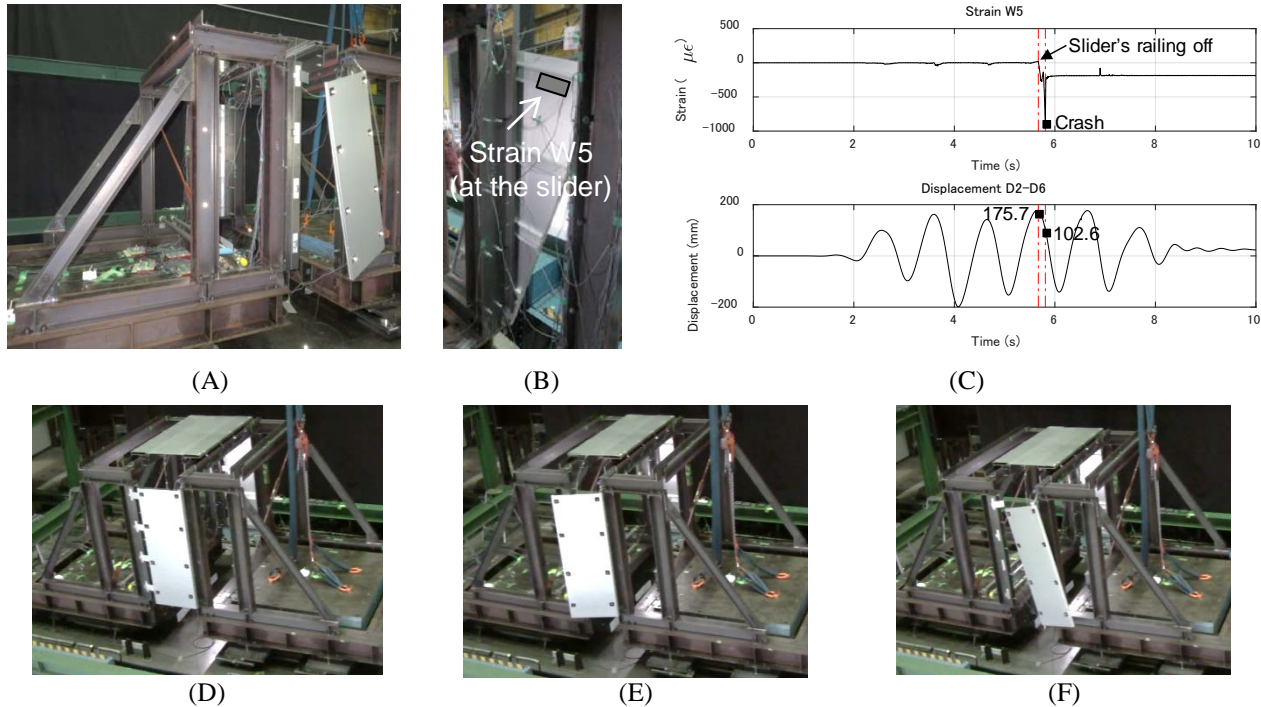 Strain W5
(at the slider)
Strain W5
500
0
−500
−1000
Strain ( με)
Slider's railing off
Crash
0 2 4 6 8 10
Time (s)
Displacement D2−D6
200
0
−200
Displacement (mm)
175.7
102.6
0 2 4 6 8 10
Time (s)
(A) (B) (C)
(D) (E) (F)